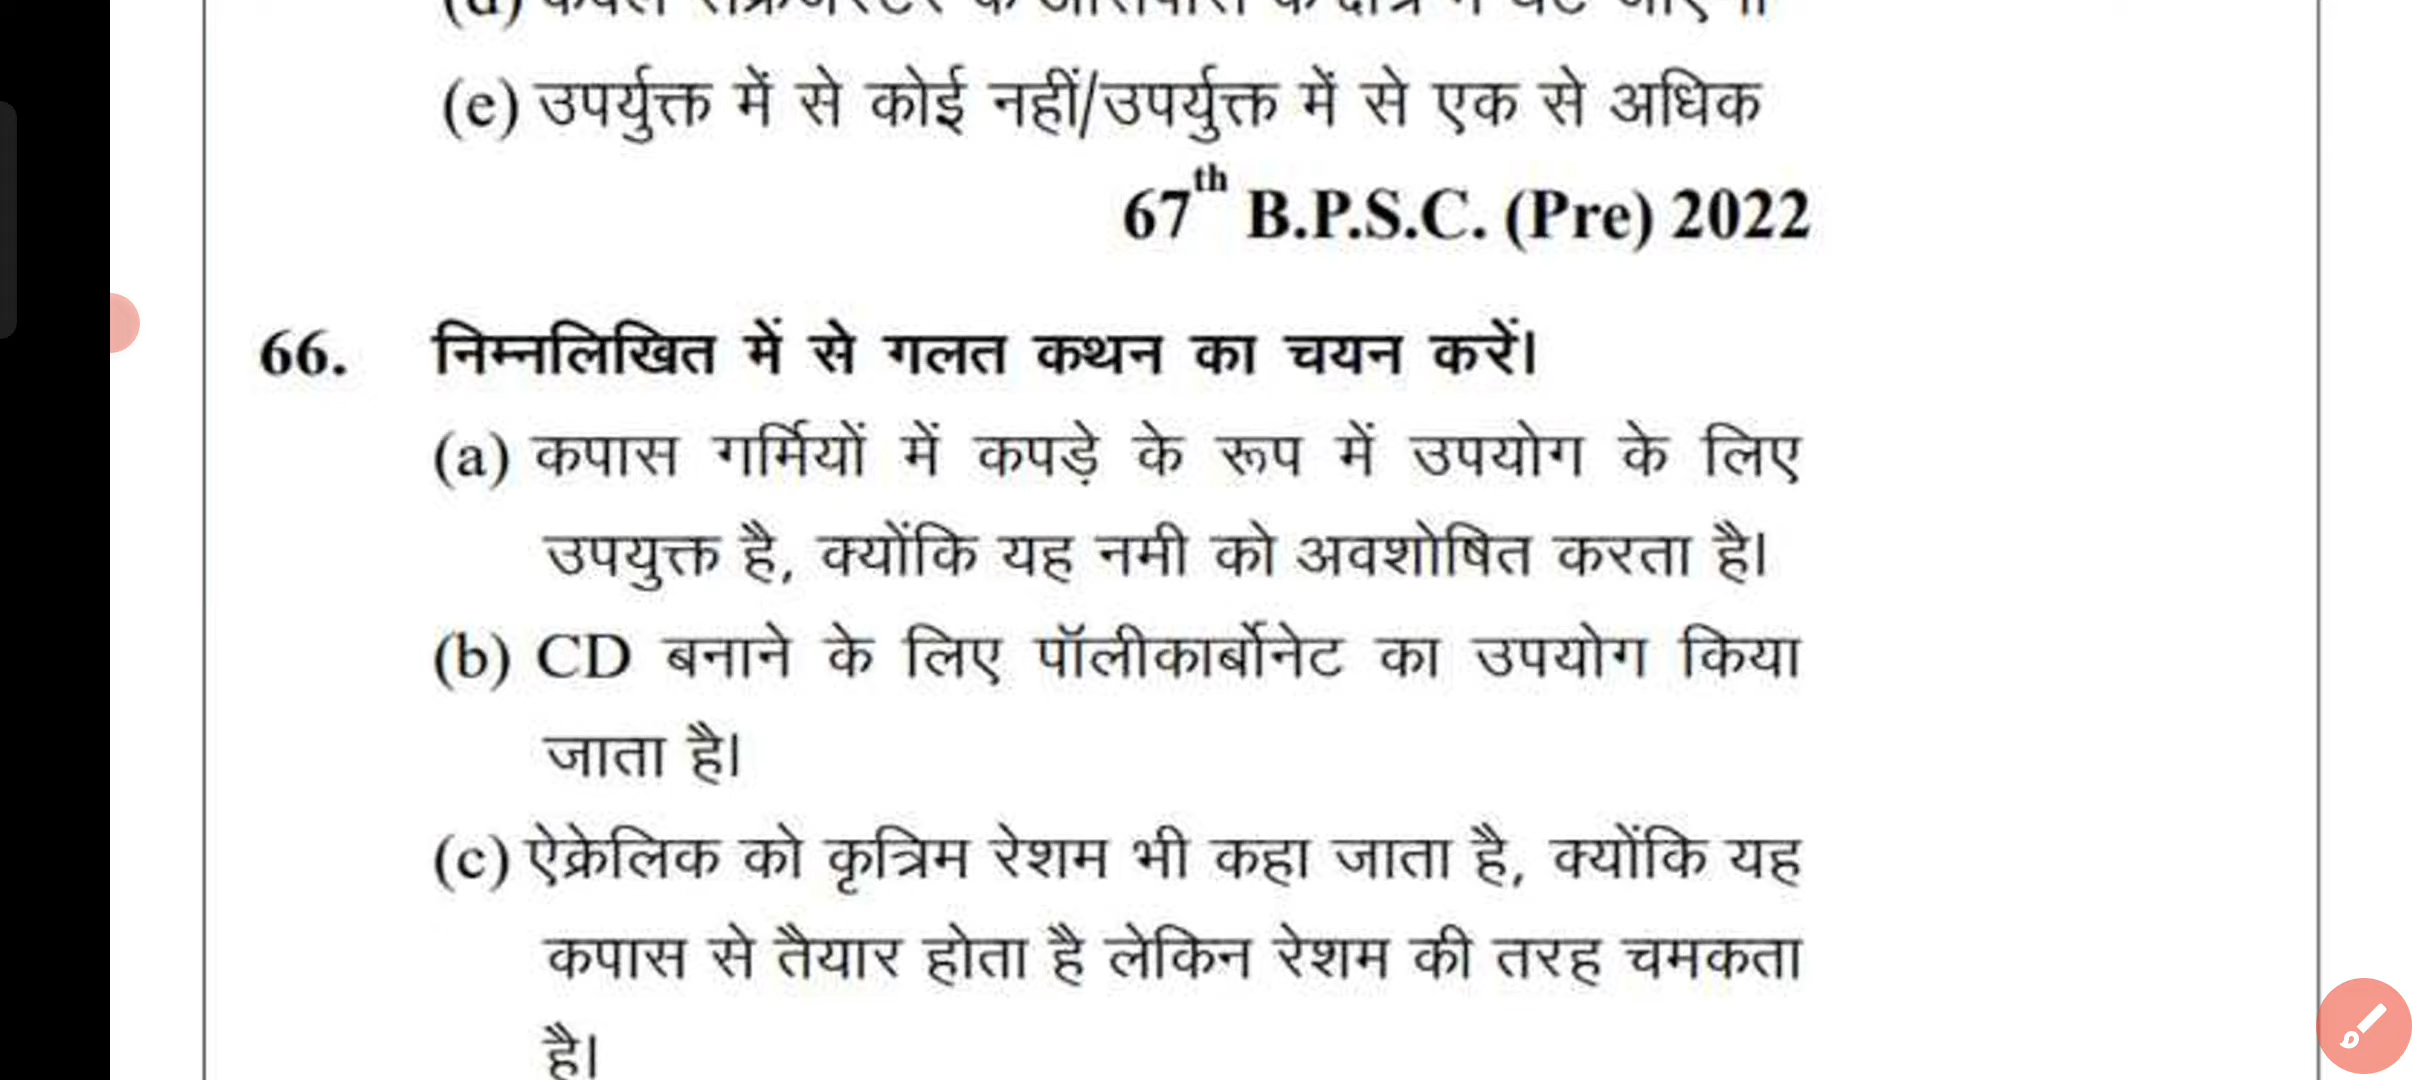 (e) उपर्युक्त में से कोई नहीं/उपर्युक्त में से एक से अधिक
67th B.P.S.C. (Pre) 2022
66. निम्नलिखित में से गलत कथन का चयन करें।
(a) कपास गर्मियों में कपड़े के रूप में उपयोग के लिए
उपयुक्त है, क्योंकि यह नमी को अवशोषित करता है।
(b) CD बनाने के लिए पॉलीकार्बोनेट का उपयोग किया
जाता है।
(c) ऐक्रेलिक को कृत्रिम रेशम भी कहा जाता है, क्योंकि यह
कपास से तैयार होता है लेकिन रेशम की तरह चमकता
है।